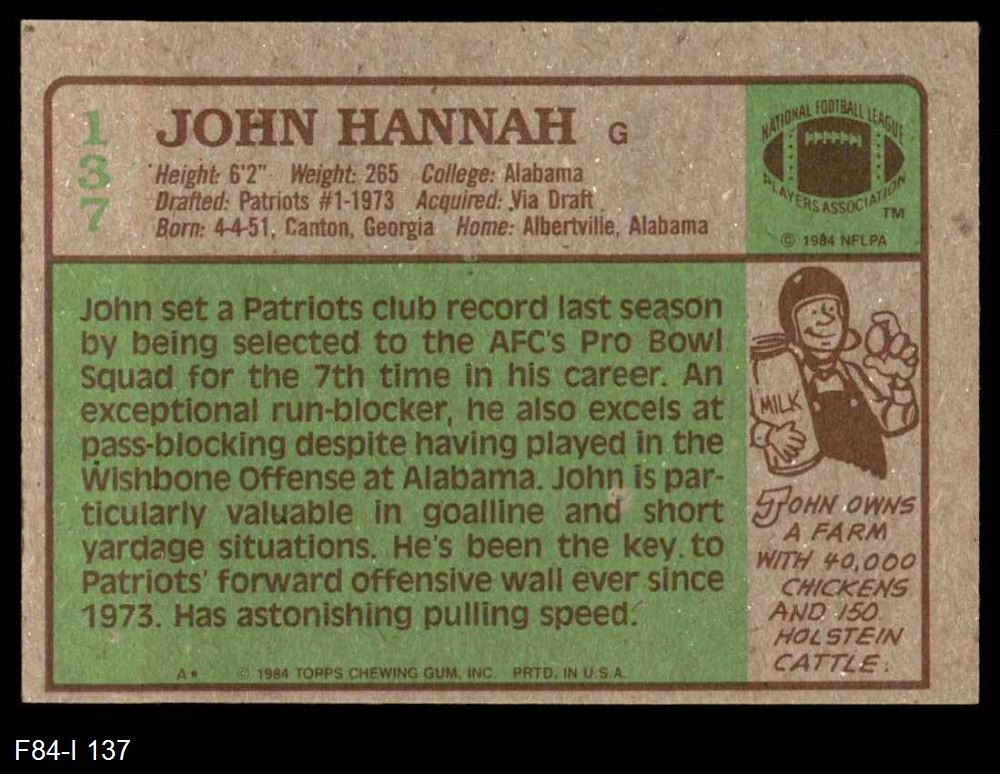 137
JOHN HANNAH G
Height: 6'2" Weight: 265 College: Alabama
Drafted: Patriots #1-1973 Acquired: Via Draft
Born: 4-4-51, Canton, Georgia Home: Albertville, Alabama
NATIONAL FOOTBALL LEAGUE
PLAYERS ASSOCIATION
TM
© 1984 NFLPA
John set a Patriots club record last season
by being selected to the AFC's Pro Bowl
Squad for the 7th time in his career. An
exceptional run-blocker, he also excels at
pass-blocking despite having played in the
Wishbone Offense at Alabama. John is par-
ticularly valuable in goalline and short
yardage situations. He's been the key to
Patriots' forward offensive wall ever since
1973. Has astonishing pulling speed.
A* © 1984 TOPPS CHEWING GUM, INC. PRTD. IN U.S.A.
MILK
JOHN OWNS
A FARM
WITH 40,000
CHICKENS
AND 150
HOLSTEIN
CATTLE.
F84-I 137